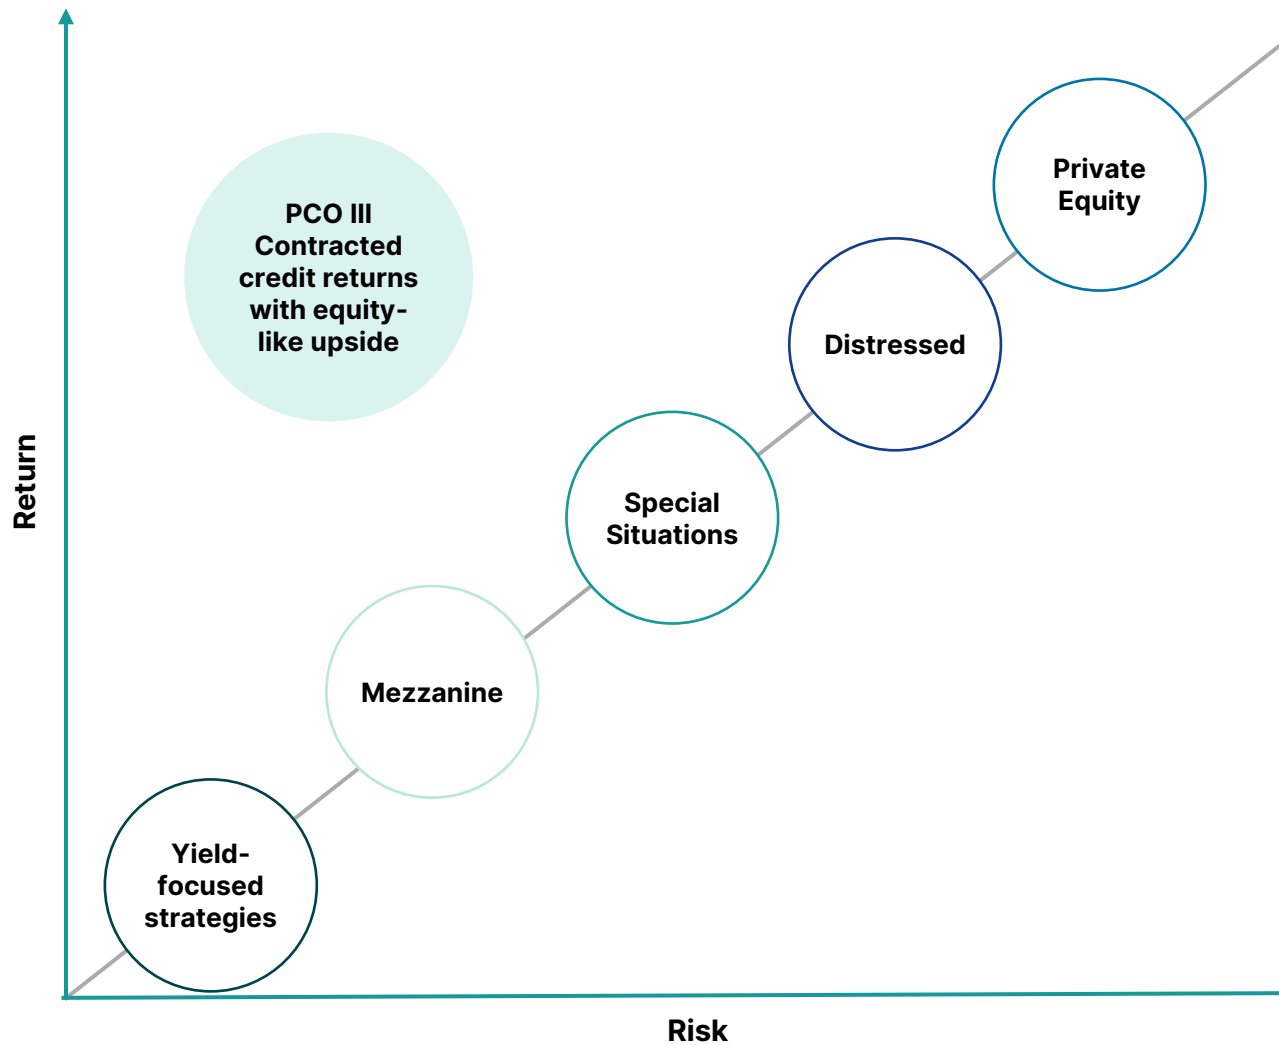 PCO III
Contracted
credit returns
with equity-
like upside
Private
Equity
Distressed
Special
Situations
Mezzanine
Yield-
focused
strategies
Return
Risk